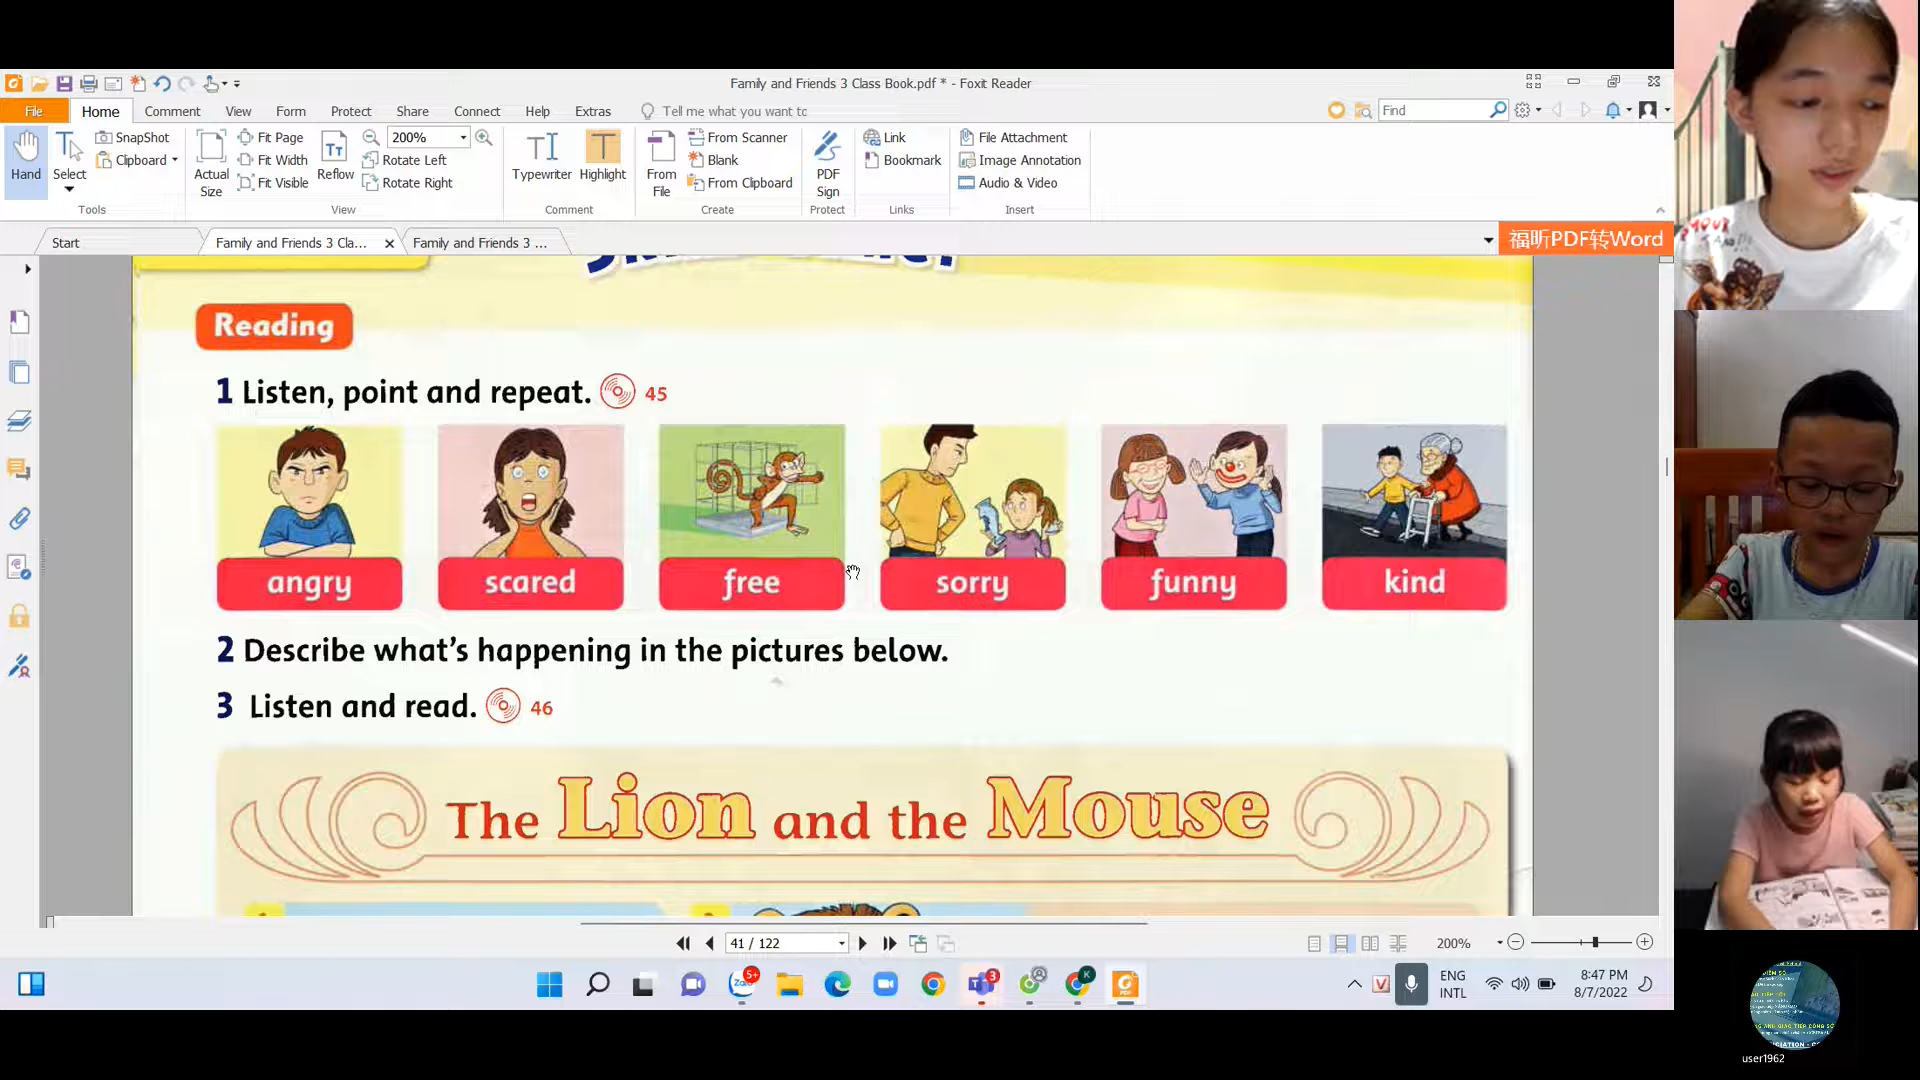 Family and Friends 3 Class Book.pdf * - Foxit Reader
File Home Comment View Form Protect Share Connect Help Extras Tell me what you want to Find
Hand
Select
SnapShot
Clipboard
Tools
Actual Size
Fit Page
Fit Width
Fit Visible
Reflow
200%
Rotate Left
Rotate Right
View
Typewriter
Highlight
Comment
From File
From Scanner
Blank
From Clipboard
Create
PDF Sign
Protect
Link
Bookmark
Links
File Attachment
Image Annotation
Audio & Video
Insert
Start
Family and Friends 3 Cla...
Family and Friends 3 ...
福昕PDF转Word
Reading
1 Listen, point and repeat. 45
angry scared free sorry funny kind
2 Describe what's happening in the pictures below.
3 Listen and read. 46
The Lion and the Mouse
41 / 122
200%
Zalo
5+
3
K
ENG
INTL
8:47 PM
8/7/2022
user1962